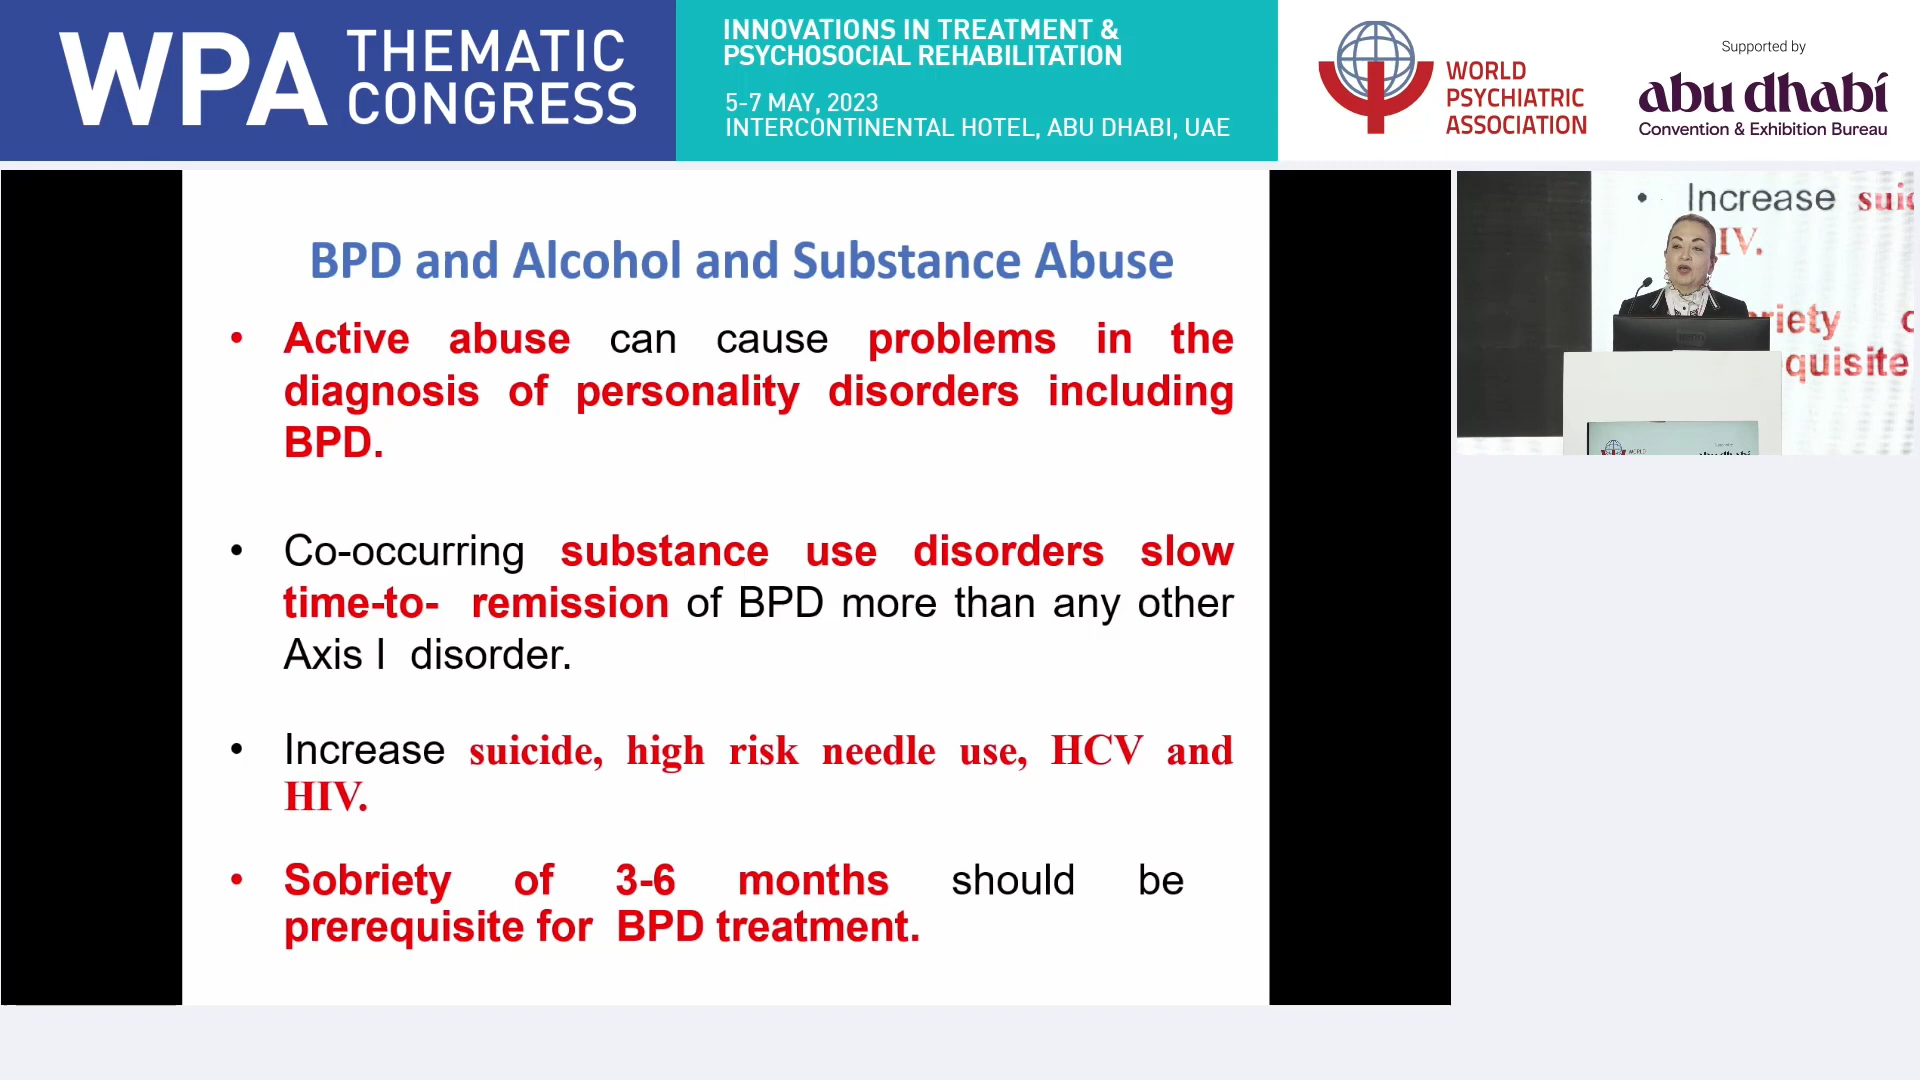 WPA THEMATIC
CONGRESS
INNOVATIONS IN TREATMENT &
PSYCHOSOCIAL REHABILITATION
5-7 MAY, 2023
INTERCONTINENTAL HOTEL, ABU DHABI, UAE
WORLD
PSYCHIATRIC
ASSOCIATION
Supported by
abu dhabi
Convention & Exhibition Bureau
BPD and Alcohol and Substance Abuse
• Active abuse can cause problems in the
diagnosis of personality disorders including
BPD.
• Co-occurring substance use disorders slow
time-to- remission of BPD more than any other
Axis I disorder.
• Increase suicide, high risk needle use, HCV and
HIV.
• Sobriety of 3-6 months should be
prerequisite for BPD treatment.
• Increase suic
IV.
riety
quisite
WORLD